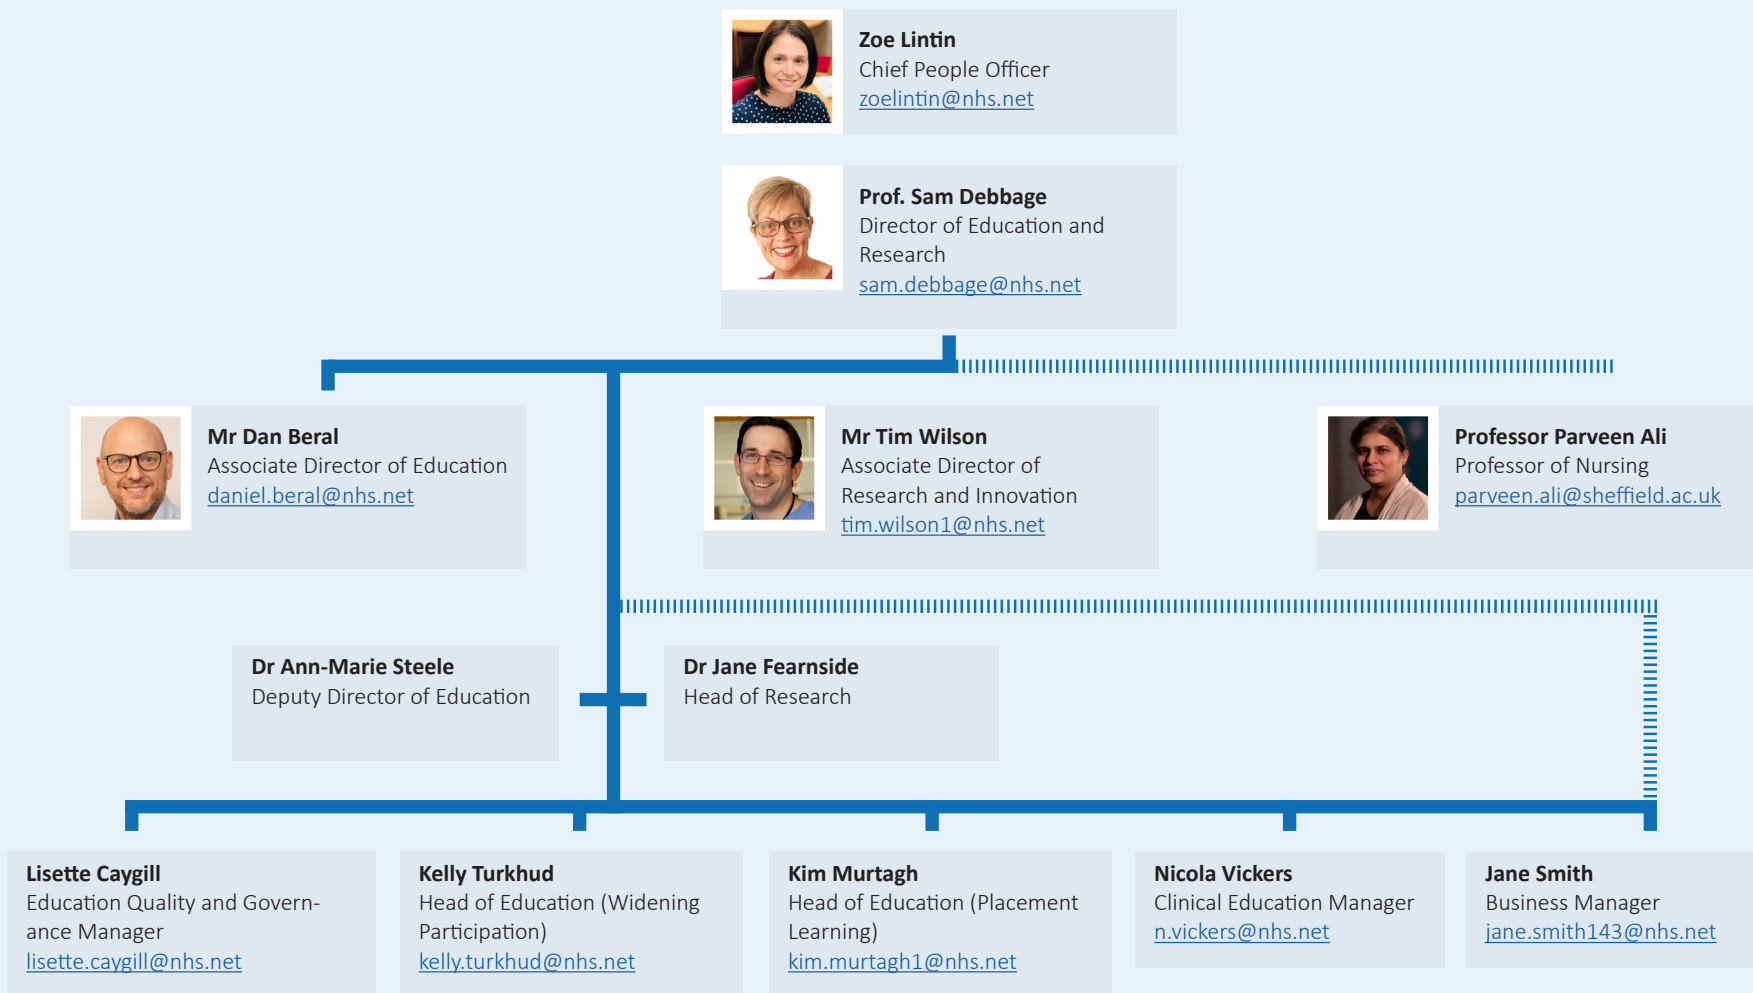 Zoe Lintin
Chief People Officer
zoelintin@nhs.net
Prof. Sam Debbage
Director of Education and
Research
sam.debbage@nhs.net
Mr Dan Beral
Associate Director of Education
daniel.beral@nhs.net
Mr Tim Wilson
Associate Director of
Research and Innovation
tim.wilson1@nhs.net
Professor Parveen Ali
Professor of Nursing
parveen.ali@sheffield.ac.uk
Dr Ann-Marie Steele
Deputy Director of Education
Dr Jane Fearnside
Head of Research
Lisette Caygill
Education Quality and Govern-
ance Manager
lisette.caygill@nhs.net
Kelly Turkhud
Head of Education (Widening
Participation)
kelly.turkhud@nhs.net
Kim Murtagh
Head of Education (Placement
Learning)
kim.murtagh1@nhs.net
Nicola Vickers
Clinical Education Manager
n.vickers@nhs.net
Jane Smith
Business Manager
jane.smith143@nhs.net